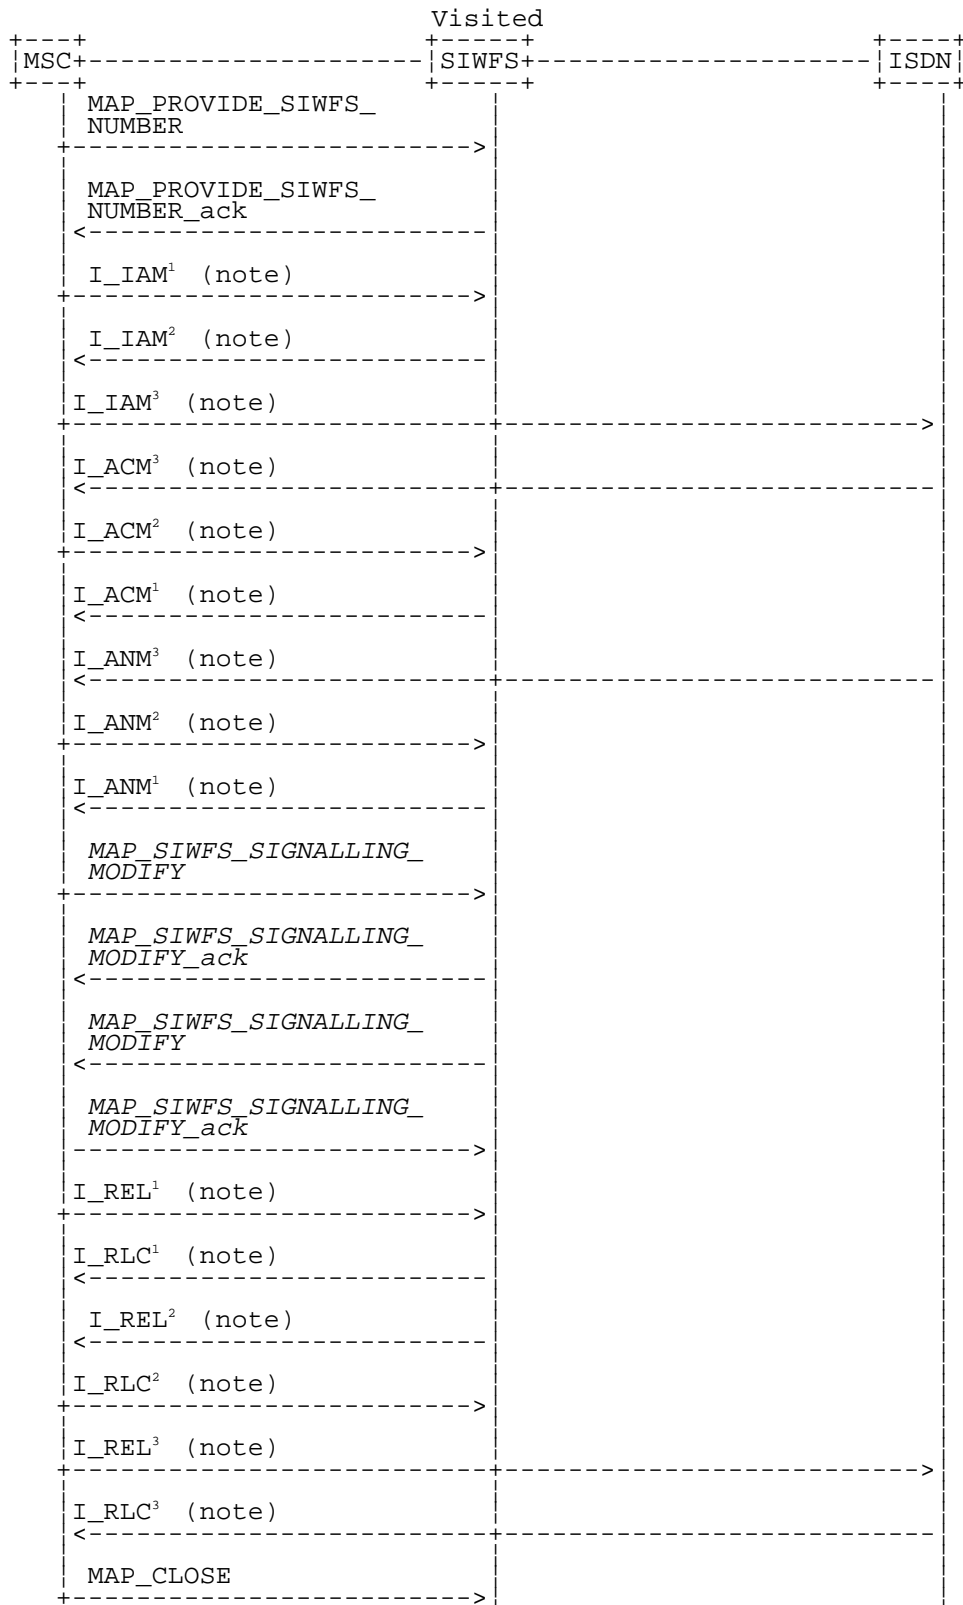 Visited
MSC SIWFS ISDN
MAP_PROVIDE_SIWFS_
NUMBER
MAP_PROVIDE_SIWFS_
NUMBER_ack
I_IAM¹ (note)
I_IAM² (note)
I_IAM³ (note)
I_ACM³ (note)
I_ACM² (note)
I_ACM¹ (note)
I_ANM³ (note)
I_ANM² (note)
I_ANM¹ (note)
MAP_SIWFS_SIGNALLING_
MODIFY
MAP_SIWFS_SIGNALLING_
MODIFY_ack
MAP_SIWFS_SIGNALLING_
MODIFY
MAP_SIWFS_SIGNALLING_
MODIFY_ack
I_REL¹ (note)
I_RLC¹ (note)
I_REL² (note)
I_RLC² (note)
I_REL³ (note)
I_RLC³ (note)
MAP_CLOSE